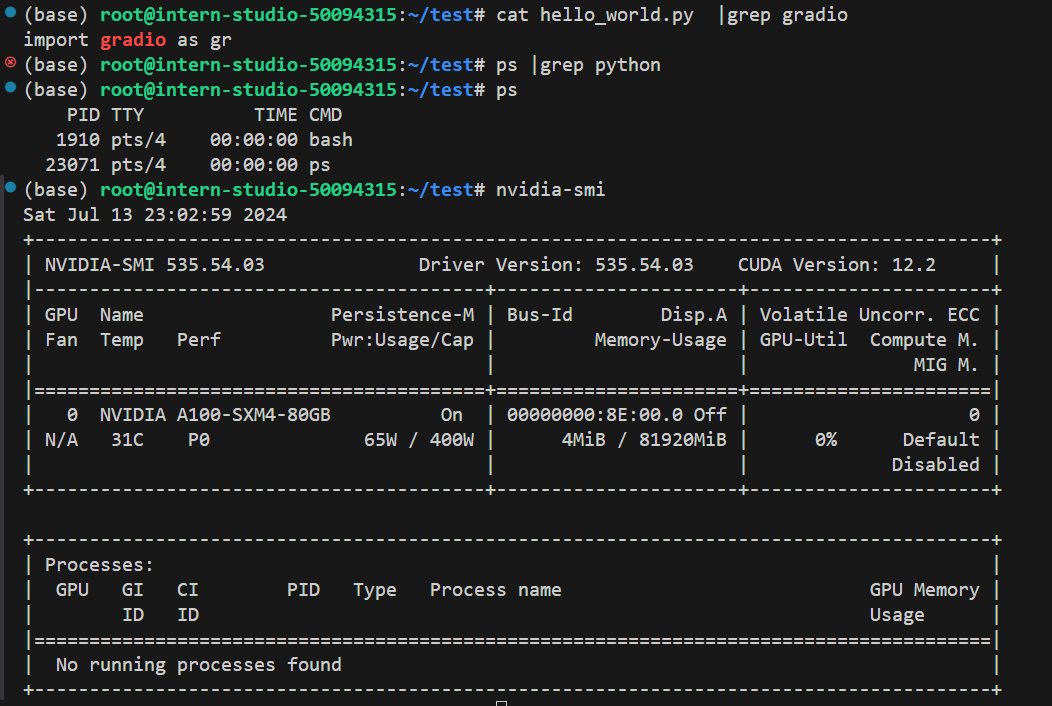 (base) root@intern-studio-50094315:~/test# cat hello_world.py  |grep gradio
import gradio as gr
(base) root@intern-studio-50094315:~/test# ps |grep python
(base) root@intern-studio-50094315:~/test# ps
    PID TTY          TIME CMD
   1910 pts/4    00:00:00 bash
  23071 pts/4    00:00:00 ps
(base) root@intern-studio-50094315:~/test# nvidia-smi
Sat Jul 13 23:02:59 2024
+---------------------------------------------------------------------------------------+
| NVIDIA-SMI 535.54.03              Driver Version: 535.54.03    CUDA Version: 12.2     |
|-----------------------------------------+----------------------+----------------------+
| GPU  Name                 Persistence-M | Bus-Id        Disp.A | Volatile Uncorr. ECC |
| Fan  Temp   Perf          Pwr:Usage/Cap |         Memory-Usage | GPU-Util  Compute M. |
|                                         |                      |               MIG M. |
|=========================================+======================+======================|
|   0  NVIDIA A100-SXM4-80GB          On  | 00000000:8E:00.0 Off |                    0 |
| N/A   31C    P0              65W / 400W |      4MiB / 81920MiB |      0%      Default |
|                                         |                      |             Disabled |
+-----------------------------------------+----------------------+----------------------+
+---------------------------------------------------------------------------------------+
| Processes:                                                                            |
|  GPU   GI   CI        PID   Type   Process name                            GPU Memory |
|        ID   ID                                                             Usage      |
|=======================================================================================|
|  No running processes found                                                           |
+---------------------------------------------------------------------------------------+